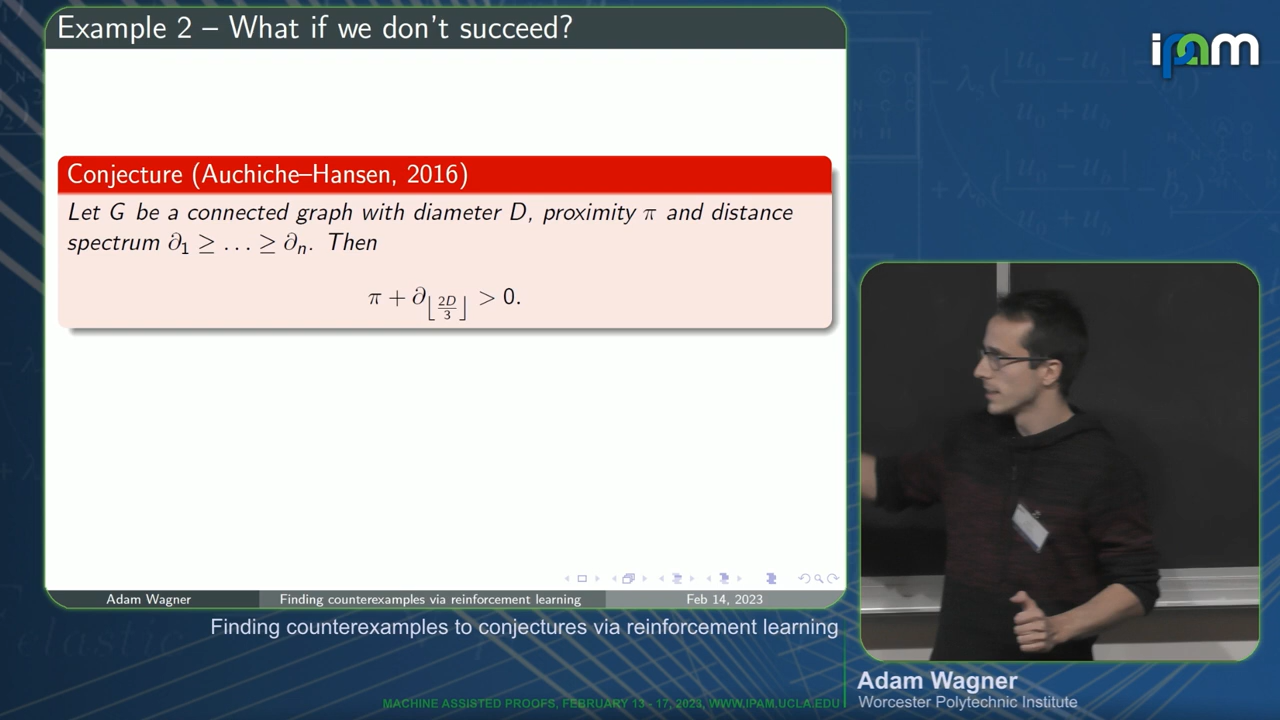 Example 2 – What if we don't succeed?
ipam
Conjecture (Auchiche–Hansen, 2016)
Let G be a connected graph with diameter D, proximity π and distance
spectrum ∂₁ ≥ … ≥ ∂ₙ. Then
π + ∂_{⌊2D/3⌋} > 0.
Adam Wagner
Finding counterexamples via reinforcement learning
Feb 14, 2023
Finding counterexamples to conjectures via reinforcement learning
Adam Wagner
Worcester Polytechnic Institute
MACHINE ASSISTED PROOFS, FEBRUARY 13 - 17, 2023, WWW.IPAM.UCLA.EDU